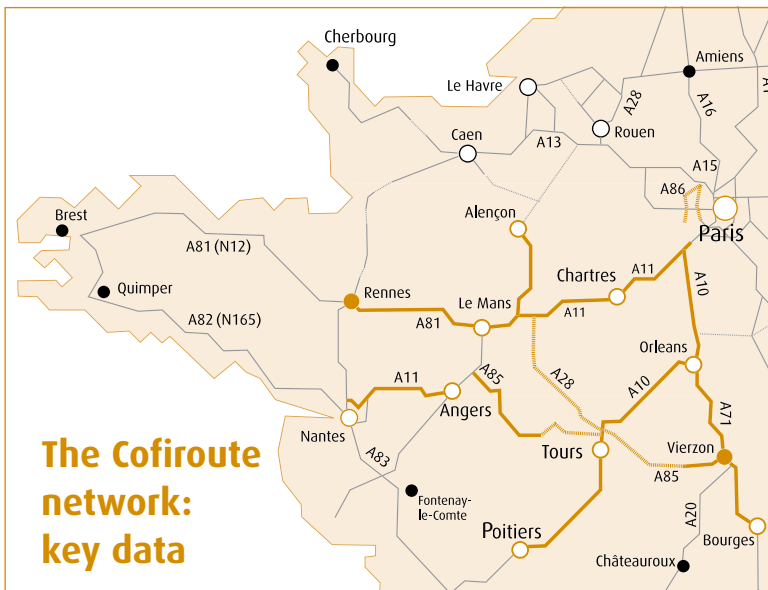 Cherbourg
Amiens
Le Havre
A28
A16
A1
Rouen
Caen
A13
A15
A86
Alençon
Paris
Brest
A81 (N12)
Chartres
A11
A10
Quimper
Rennes
Le Mans
A11
A82 (N165)
A81
Orleans
A11
A85
A28
A10
Angers
A71
Nantes
Vierzon
The Cofiroute
network:
key data
A83
Tours
A85
Fontenay-
le-Comte
A20
Poitiers
Bourges
Châteauroux